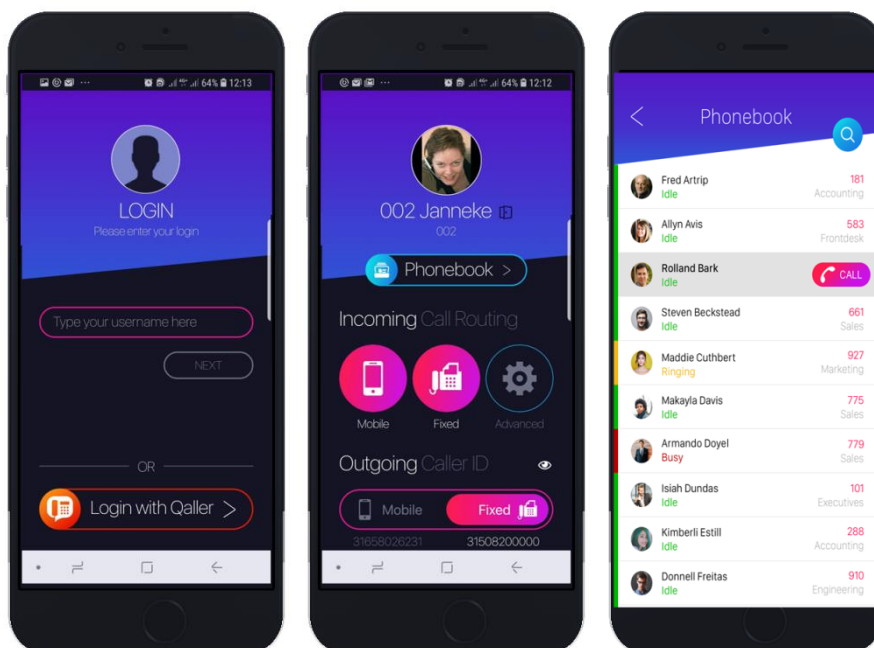 64% 12:13
LOGIN
Please enter your login
Type your username here
NEXT
OR
Login with Qaller >
64% 12:12
002 Janneke
002
Phonebook >
Incoming Call Routing
Mobile Fixed Advanced
Outgoing Caller ID
Mobile Fixed
31658026231 31508200000
Phonebook
Fred Artrip 181
Idle Accounting
Allyn Avis 583
Idle Frontdesk
Rolland Bark
Idle CALL
Steven Beckstead 661
Idle Sales
Maddie Cuthbert 927
Ringing Marketing
Makayla Davis 775
Idle Sales
Armando Doyel 779
Busy Sales
Isiah Dundas 101
Idle Executives
Kimberli Estill 288
Idle Accounting
Donnell Freitas 910
Idle Engineering